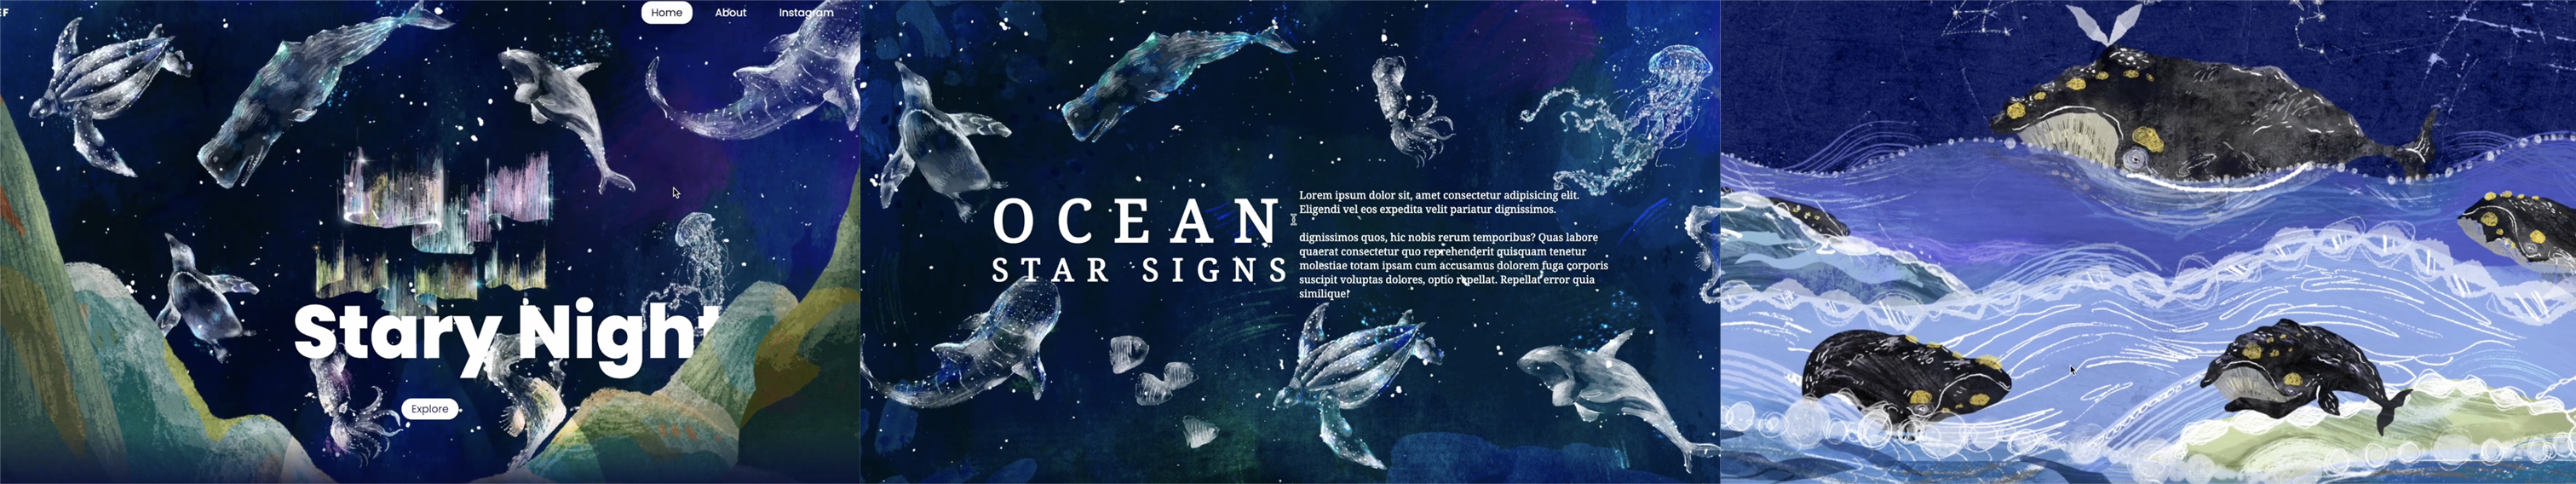 EF
Home About Instagram
Stary Night
Explore
OCEAN
STAR SIGNS
Lorem ipsum dolor sit, amet consectetur adipisicing elit.
Eligendi vel eos expedita velit pariatur dignissimos.
dignissimos quos, hic nobis rerum temporibus? Quas labore
quaerat consectetur quo reprehenderit quisquam tenetur
molestiae totam ipsam cum accusamus dolorem fuga corporis
suscipit voluptas dolores, optio repellat. Repellat error quia
similique?